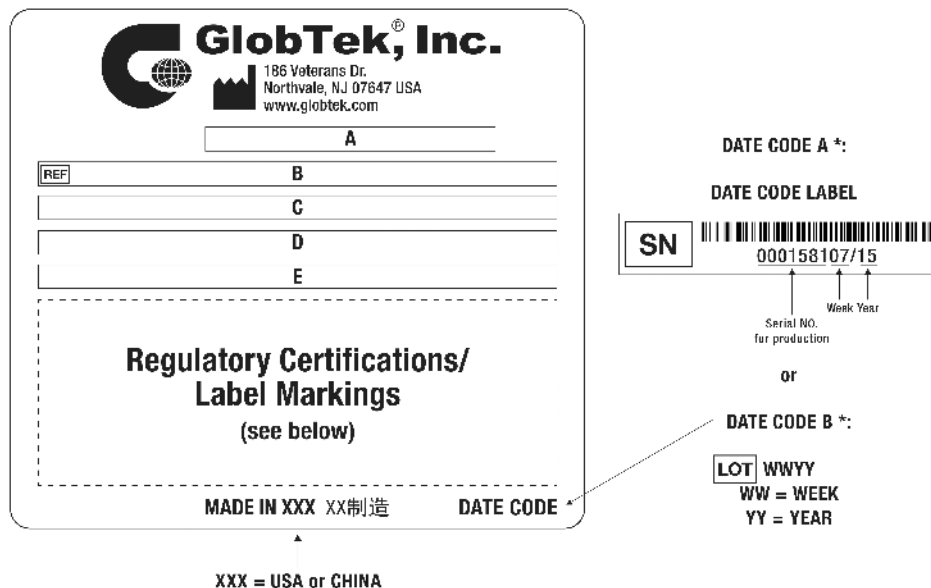 GlobTek,® Inc.
186 Veterans Dr.
Northvale, NJ 07647 USA
www.globtek.com
A
REF B
C
D
E
Regulatory Certifications/
Label Markings
(see below)
MADE IN XXX XX制造 DATE CODE
XXX = USA or CHINA
DATE CODE A *:
DATE CODE LABEL
SN
000158107/15
Week Year
Serial NO.
for production
or
DATE CODE B *:
LOT WWYY
WW = WEEK
YY = YEAR